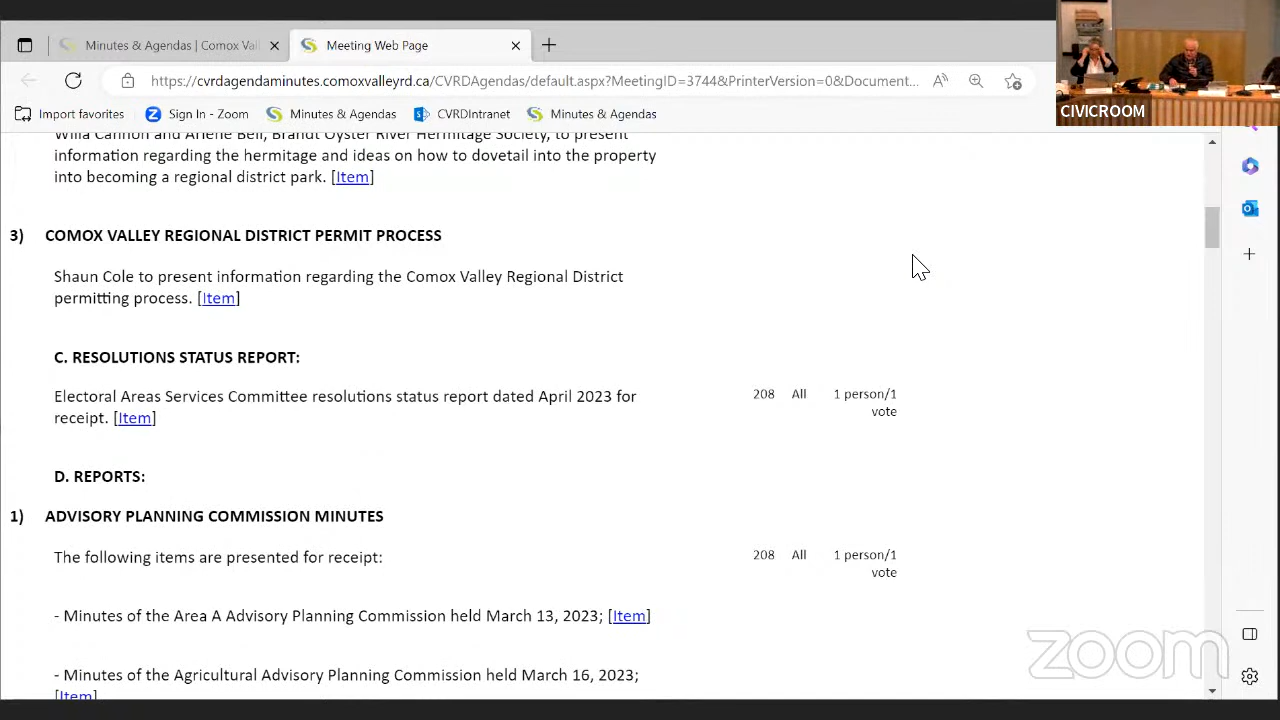 Minutes & Agendas | Comox Val
Meeting Web Page
https://cvrdagendaminutes.comoxvalleyrd.ca/CVRDAgendas/default.aspx?MeetingID=3744&PrinterVersion=0&Document...
Import favorites
Sign In - Zoom
Minutes & Agendas
CVRDIntranet
Minutes & Agendas
CIVICROOM
Willa Cannon and Arlene Bell, Brandt Oyster River Hermitage Society, to present
information regarding the hermitage and ideas on how to dovetail into the property
into becoming a regional district park. [Item]
3) COMOX VALLEY REGIONAL DISTRICT PERMIT PROCESS
Shaun Cole to present information regarding the Comox Valley Regional District
permitting process. [Item]
C. RESOLUTIONS STATUS REPORT:
Electoral Areas Services Committee resolutions status report dated April 2023 for
receipt. [Item]
208 All 1 person/1
vote
D. REPORTS:
1) ADVISORY PLANNING COMMISSION MINUTES
The following items are presented for receipt:
208 All 1 person/1
vote
- Minutes of the Area A Advisory Planning Commission held March 13, 2023; [Item]
- Minutes of the Agricultural Advisory Planning Commission held March 16, 2023;
[Item]
zoom